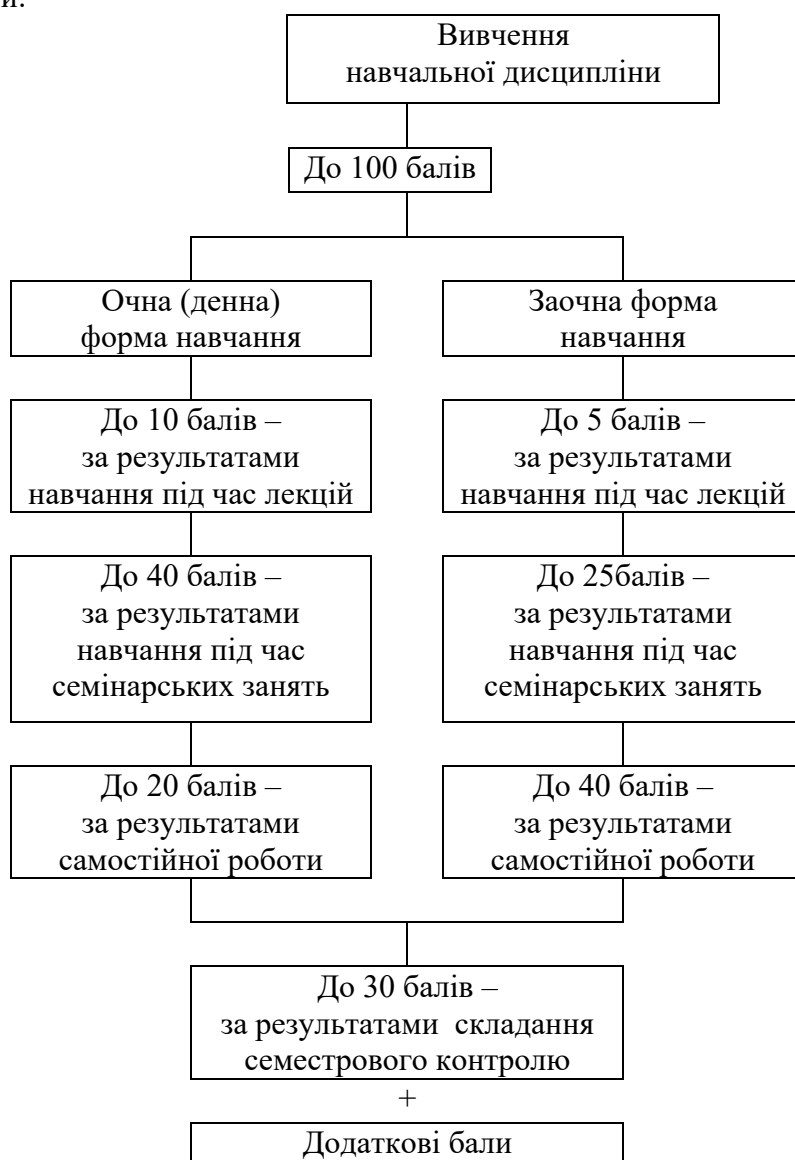 и.
Вивчення
навчальної дисципліни
До 100 балів
Очна (денна)
форма навчання
До 10 балів –
за результатами
навчання під час лекцій
До 40 балів –
за результатами
навчання під час
семінарських занять
До 20 балів –
за результатами
самостійної роботи
Заочна форма
навчання
До 5 балів –
за результатами
навчання під час лекцій
До 25балів –
за результатами
навчання під час
семінарських занять
До 40 балів –
за результатами
самостійної роботи
До 30 балів –
за результатами складання
семестрового контролю
+
Додаткові бали